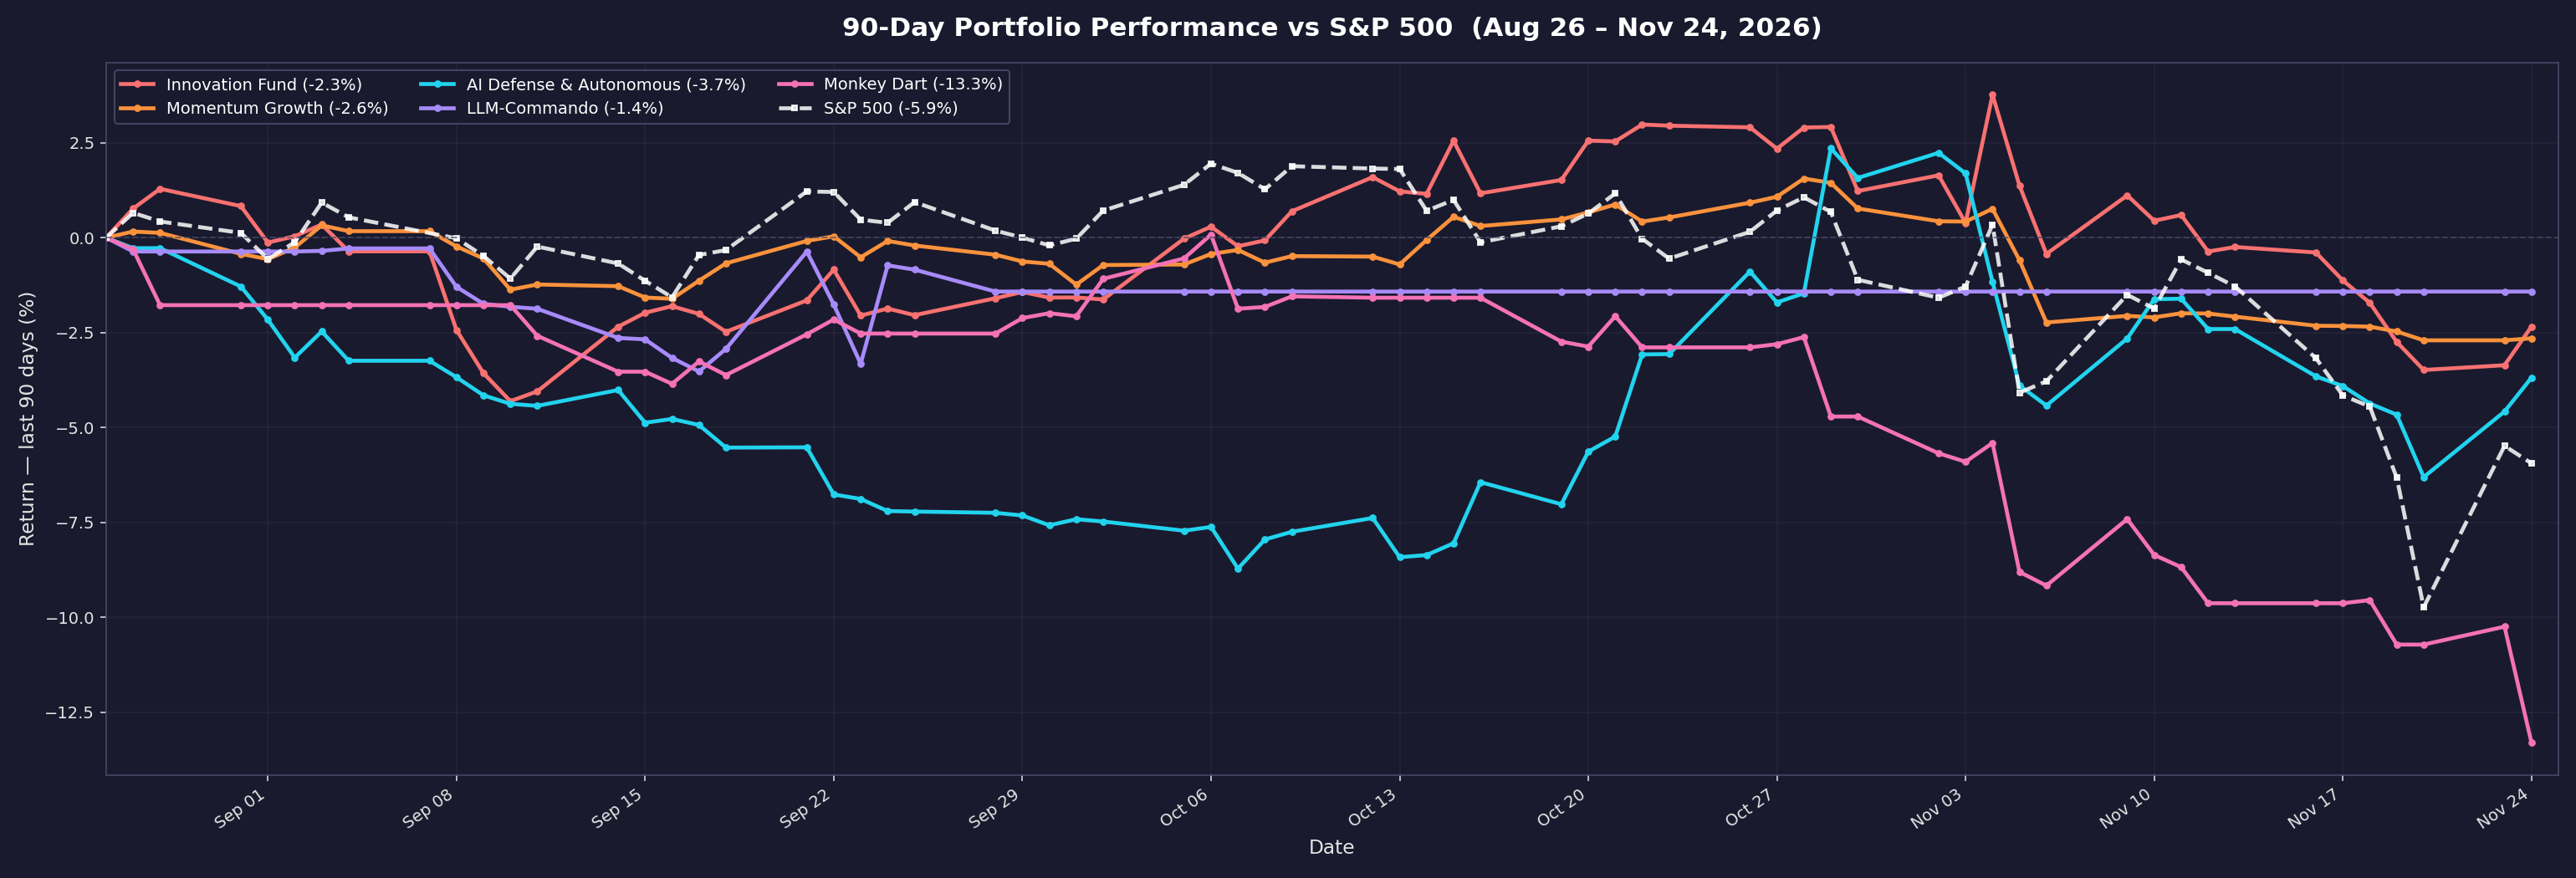 90-Day Portfolio Performance vs S&P 500  (Aug 26 – Nov 24, 2026)
Innovation Fund (-2.3%)
Momentum Growth (-2.6%)
AI Defense & Autonomous (-3.7%)
LLM-Commando (-1.4%)
Monkey Dart (-13.3%)
S&P 500 (-5.9%)
Return — last 90 days (%)
2.5
0.0
−2.5
−5.0
−7.5
−10.0
−12.5
Sep 01
Sep 08
Sep 15
Sep 22
Sep 29
Oct 06
Oct 13
Oct 20
Oct 27
Nov 03
Nov 10
Nov 17
Nov 24
Date